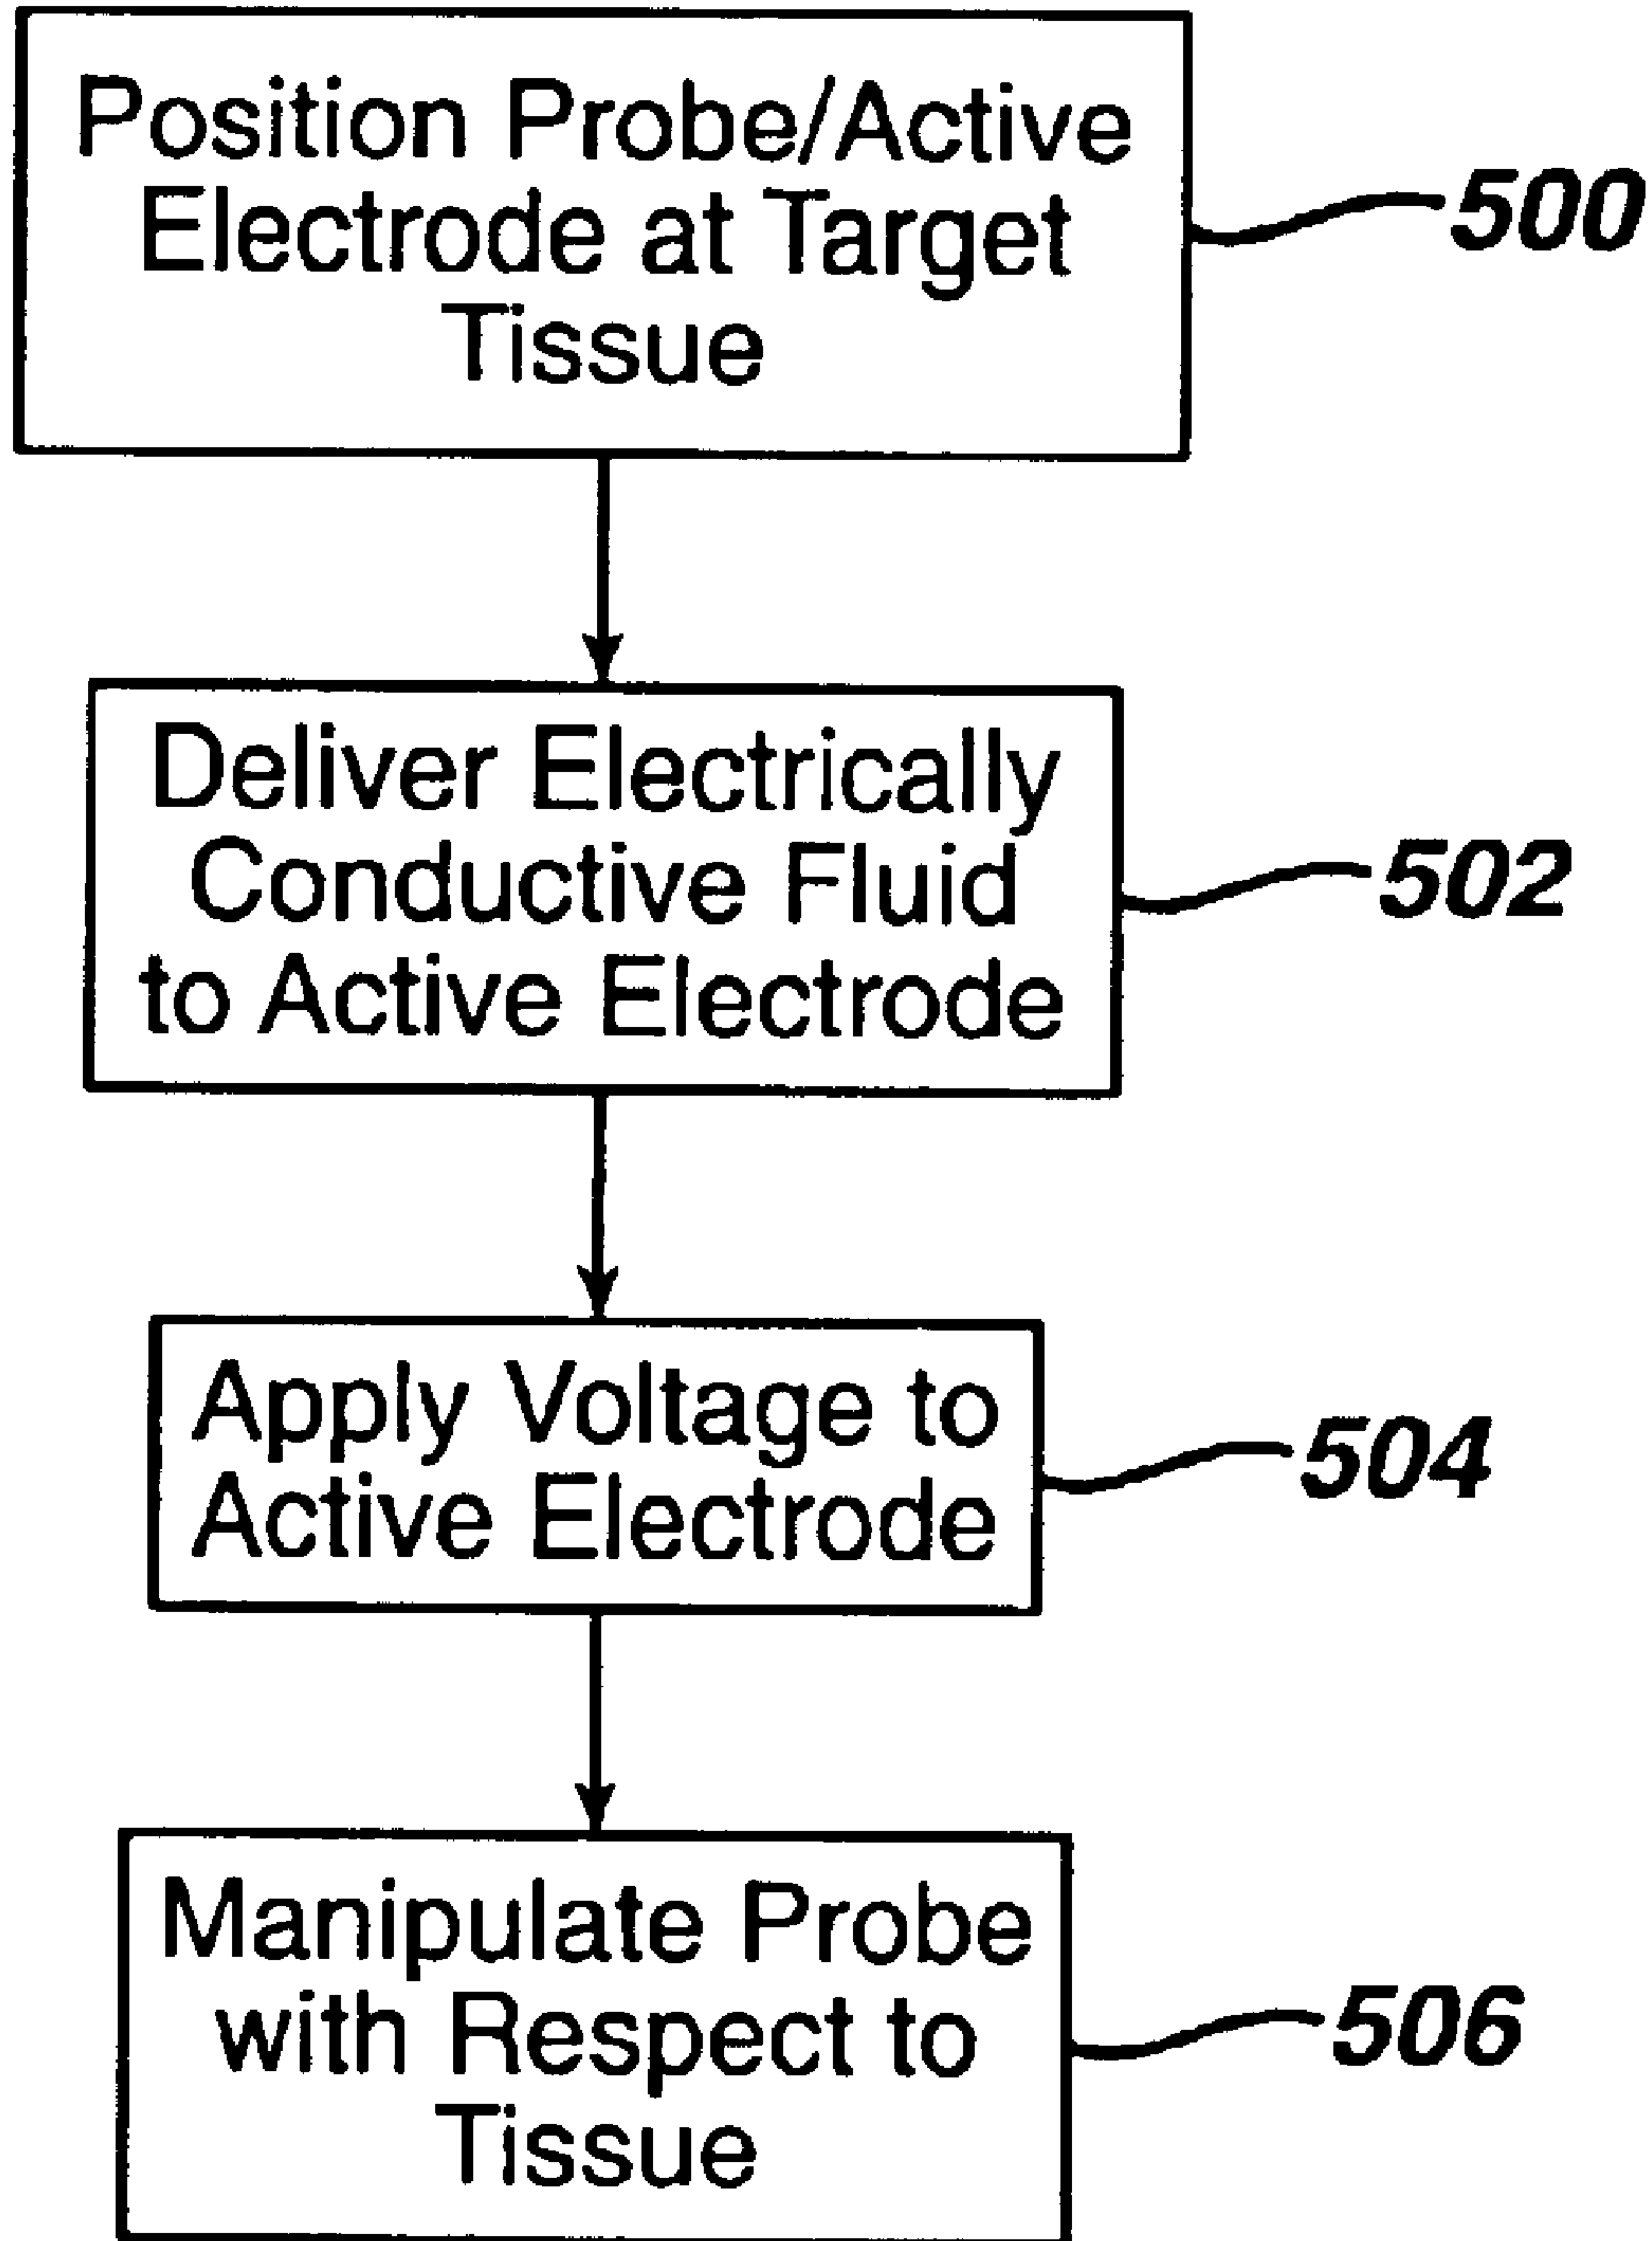 Position Probe/Active
Electrode at Target
Tissue
500
Deliver Electrically
Conductive Fluid
to Active Electrode
502
Apply Voltage to
Active Electrode
504
Manipulate Probe
with Respect to
Tissue
506